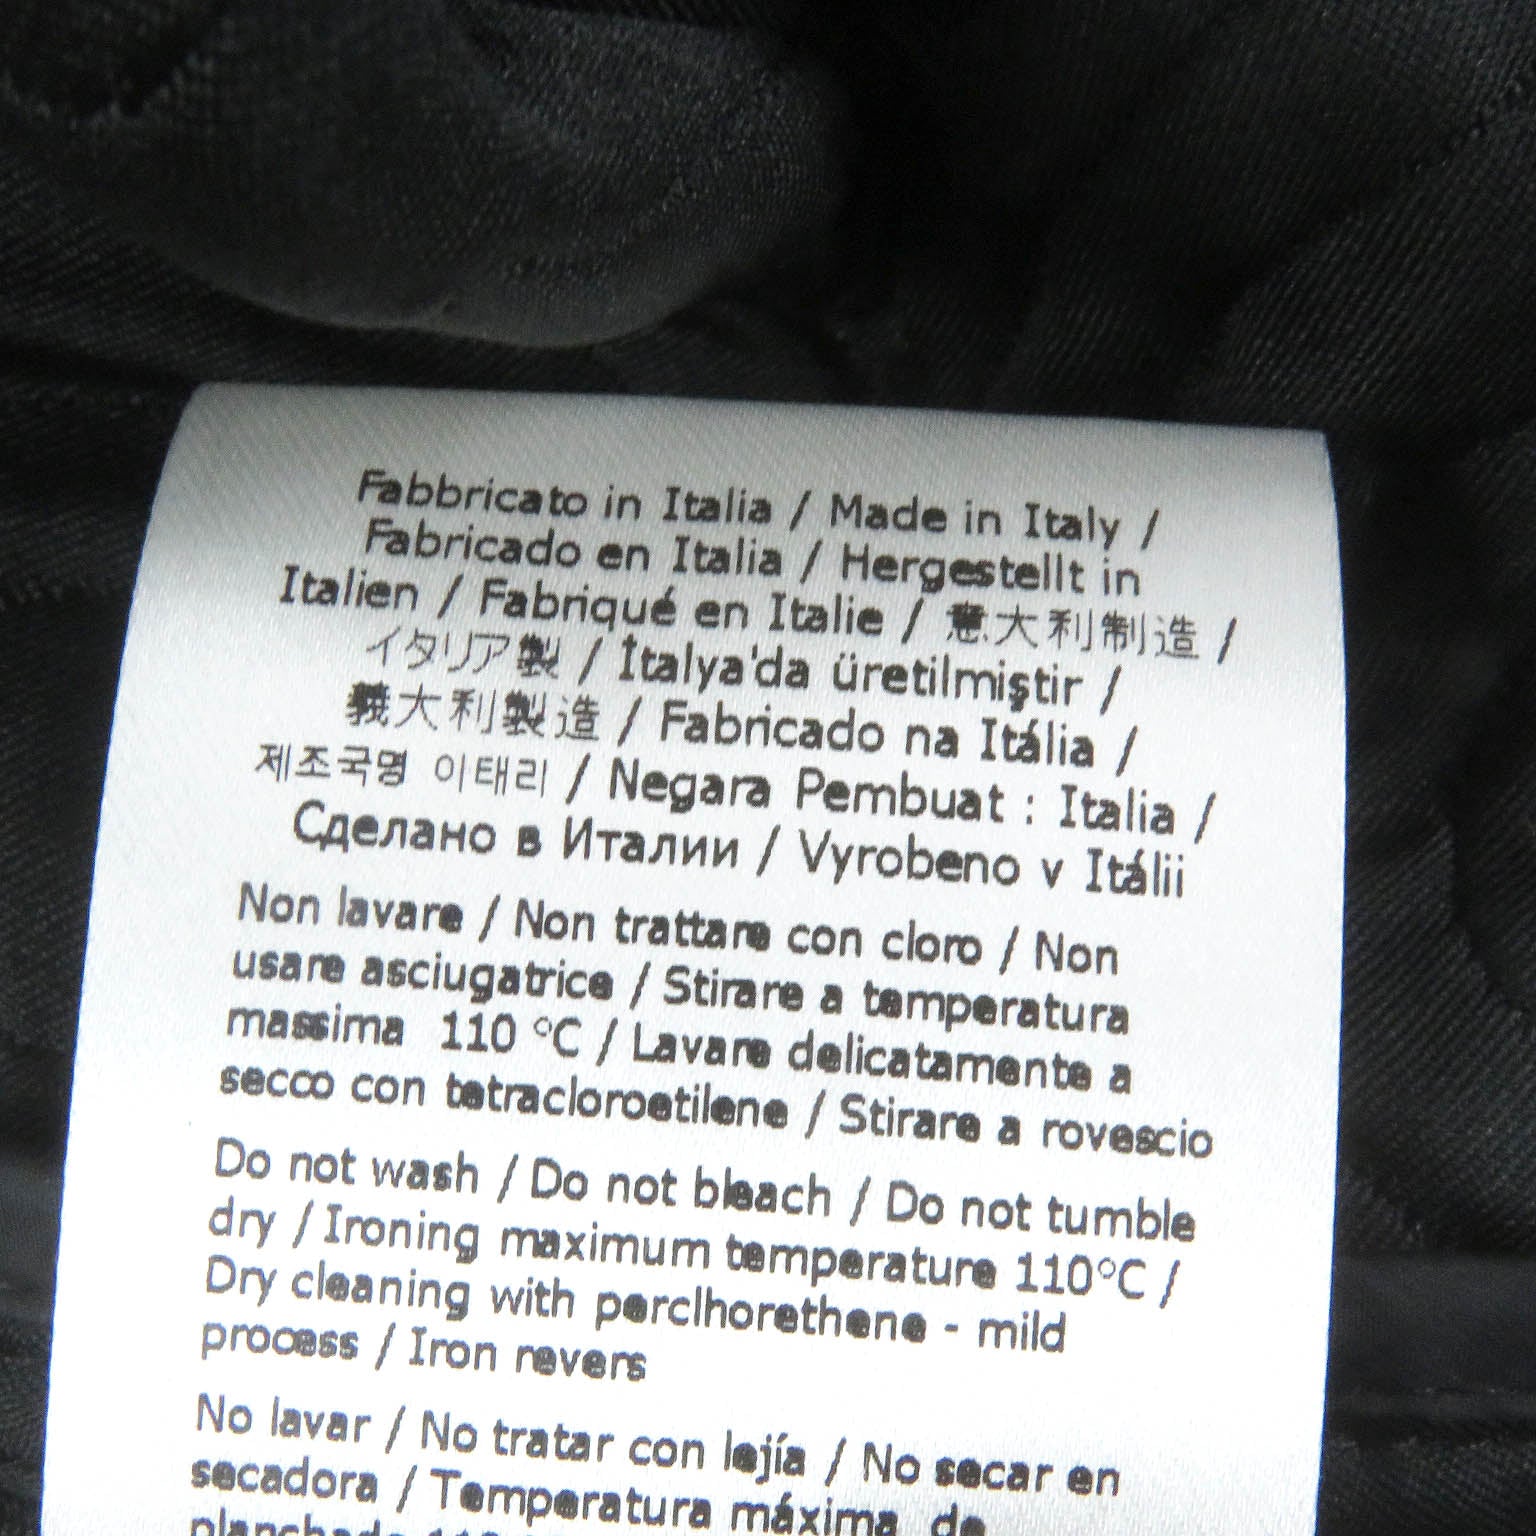 Fabbricato in Italia / Made in Italy /
Fabricado en Italia / Hergestellt in
Italien / Fabriqué en Italie / 意大利制造 /
イタリア製 / İtalya'da üretilmiştir /
義大利製造 / Fabricado na Itália /
제조국명 이태리 / Negara Pembuat : Italia /
Сделано в Италии / Vyrobeno v Itálii
Non lavare / Non trattare con cloro / Non
usare asciugatrice / Stirare a temperatura
massima 110 °C / Lavare delicatamente a
secco con tetracloroetilene / Stirare a rovescio
Do not wash / Do not bleach / Do not tumble
dry / Ironing maximum temperature 110°C /
Dry cleaning with perclhorethene - mild
process / Iron revers
No lavar / No tratar con lejía / No secar en
secadora / Temperatura máxima de